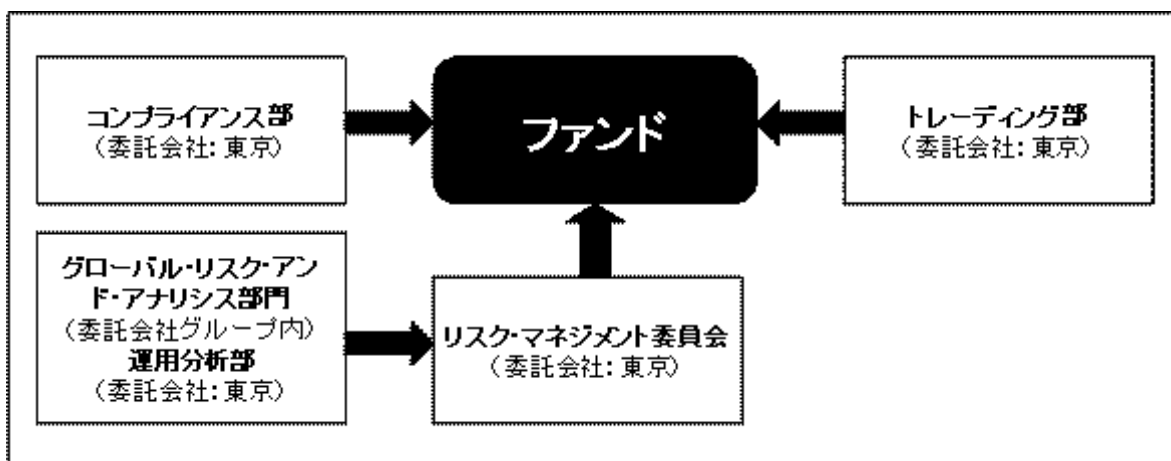 コンプライアンス部
（委託会社：東京）
ファンド
トレーディング部
（委託会社：東京）
グローバル・リスク・アン
ド・アナリシス部門
（委託会社グループ内）
運用分析部
（委託会社：東京）
リスク・マネジメント委員会
（委託会社：東京）